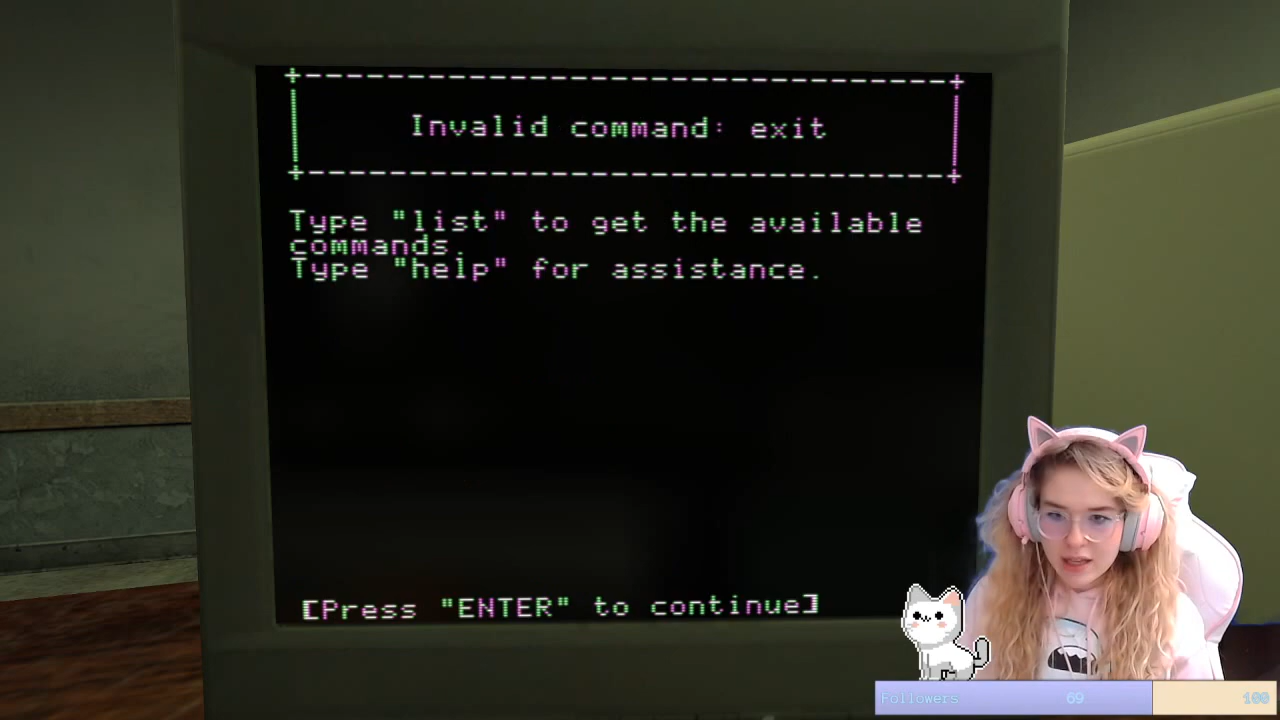 Invalid command: exit
Type "list" to get the available
commands.
Type "help" for assistance.
[Press "ENTER" to continue]
Followers 69 100